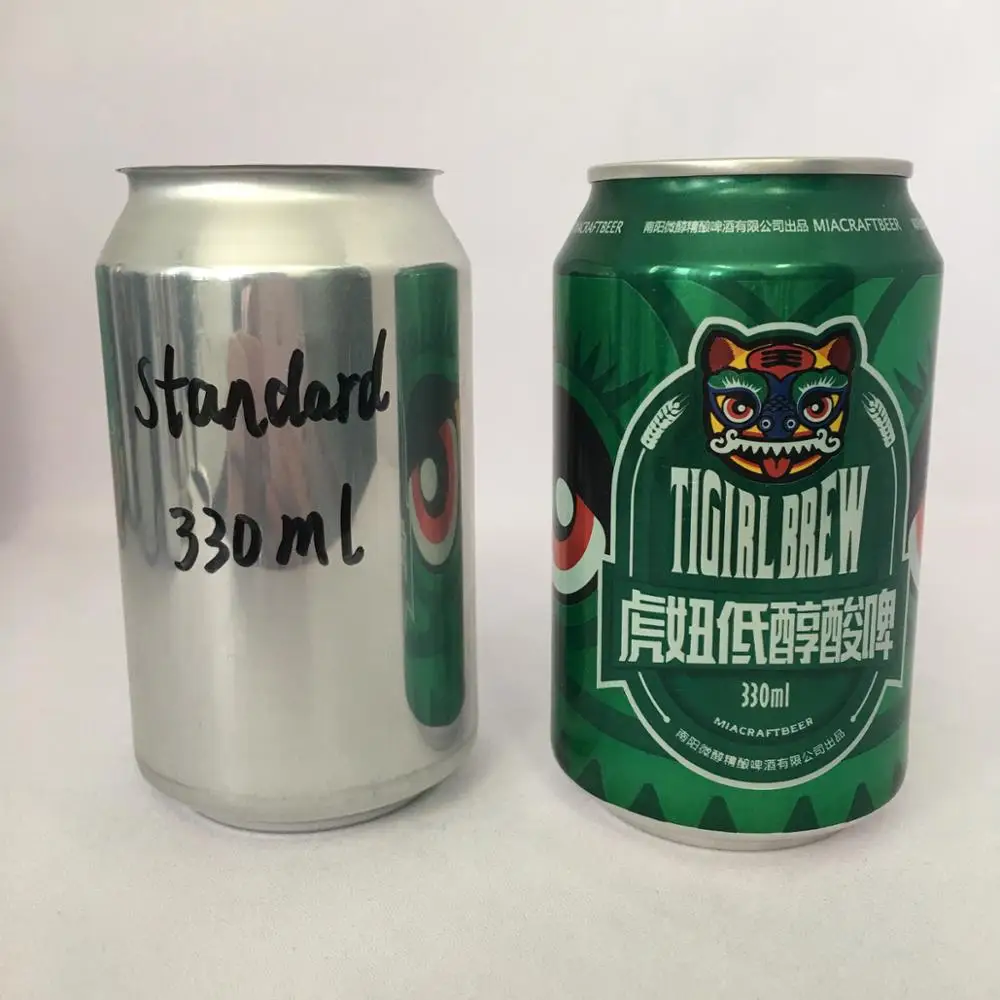 Standard
330ml
南阳微醇精酿啤酒有限公司出品 MIACRAFTBEER
TIGIRL BREW
虎妞低醇酸啤
330ml
MIACRAFTBEER
南阳微醇精酿啤酒有限公司出品